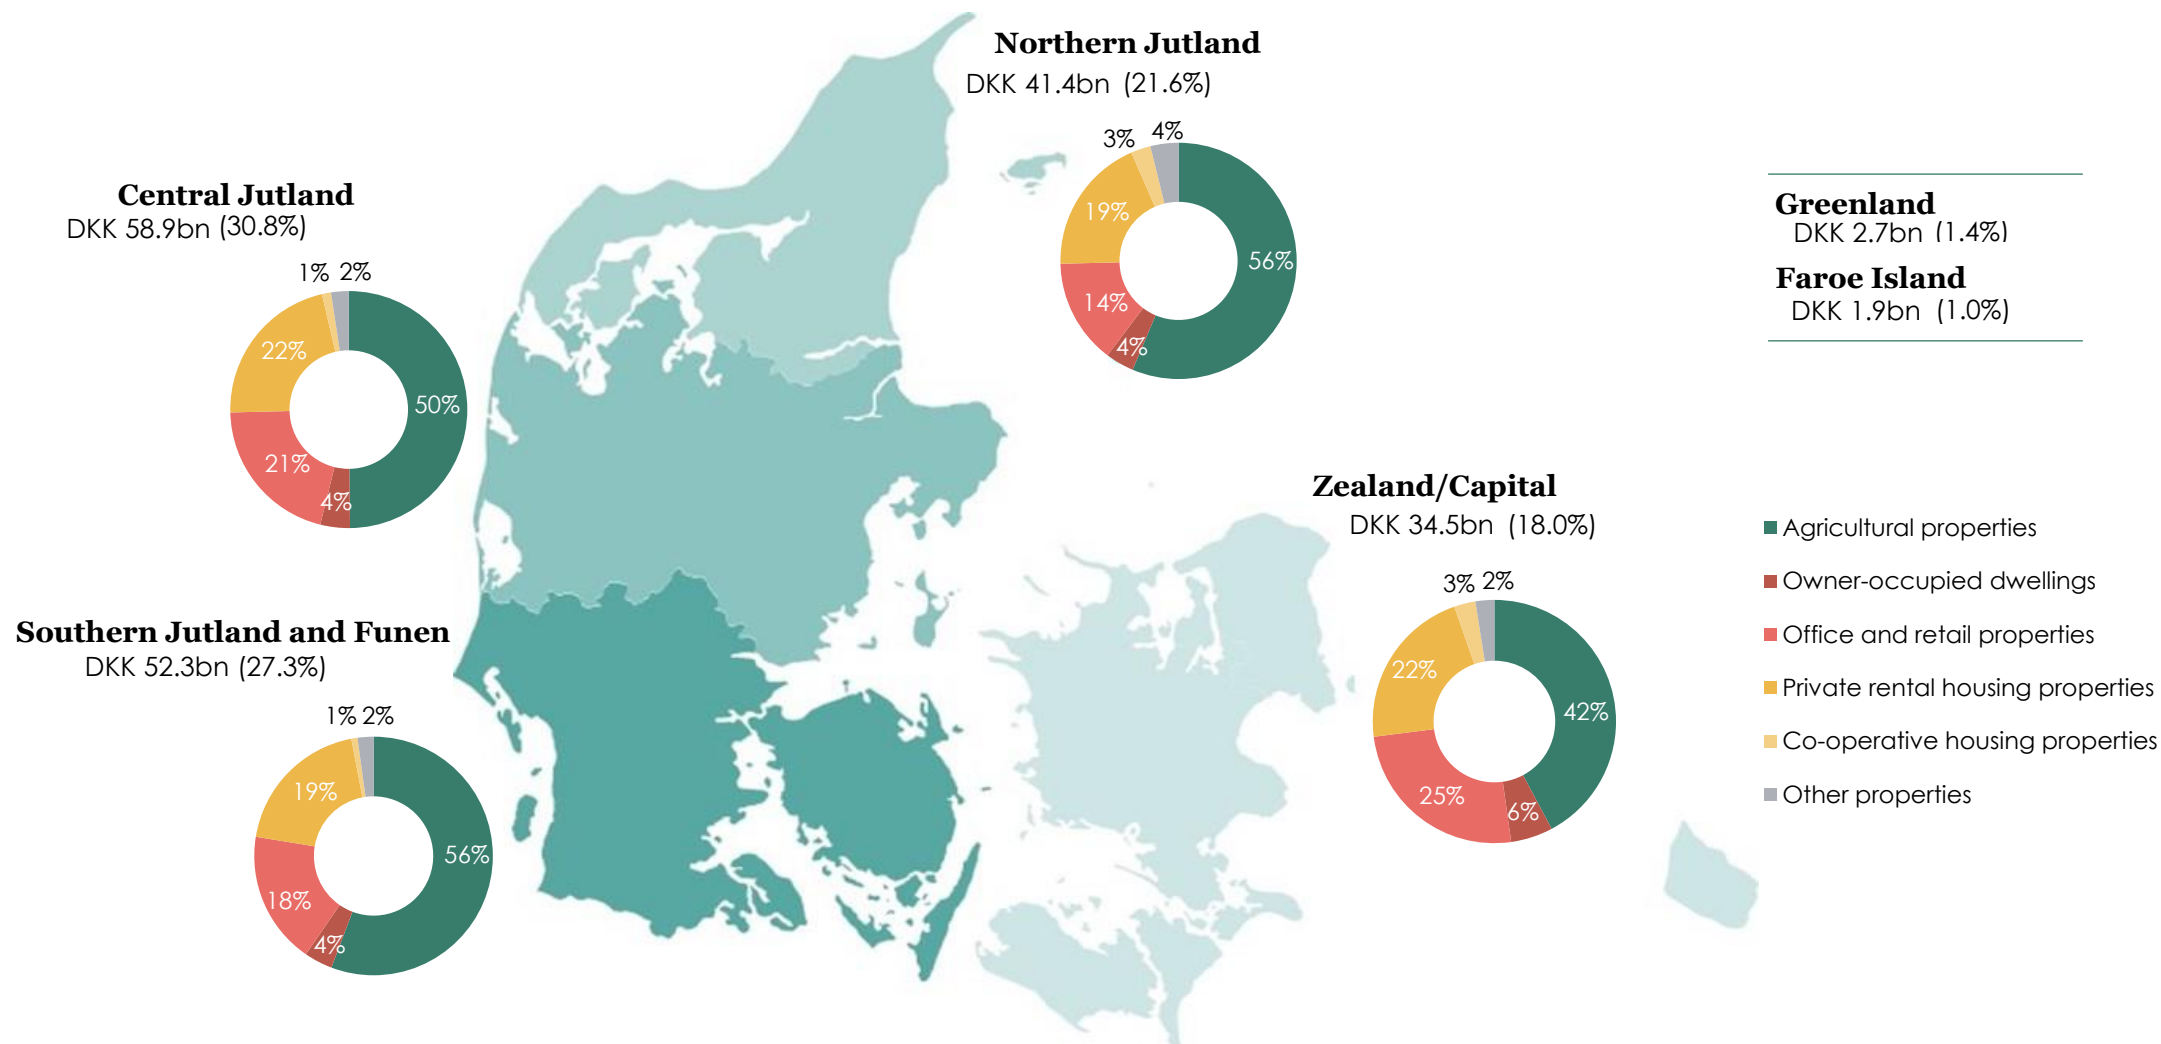 Northern Jutland
DKK 41.4bn (21.6%)
3% 4%
19%
56%
14%
4%
Central Jutland
DKK 58.9bn (30.8%)
1% 2%
22%
50%
21%
4%
Greenland
DKK 2.7bn (1.4%)
Faroe Island
DKK 1.9bn (1.0%)
Southern Jutland and Funen
DKK 52.3bn (27.3%)
1% 2%
19%
56%
18%
4%
Zealand/Capital
DKK 34.5bn (18.0%)
3% 2%
22%
42%
25%
6%
Agricultural properties
Owner-occupied dwellings
Office and retail properties
Private rental housing properties
Co-operative housing properties
Other properties